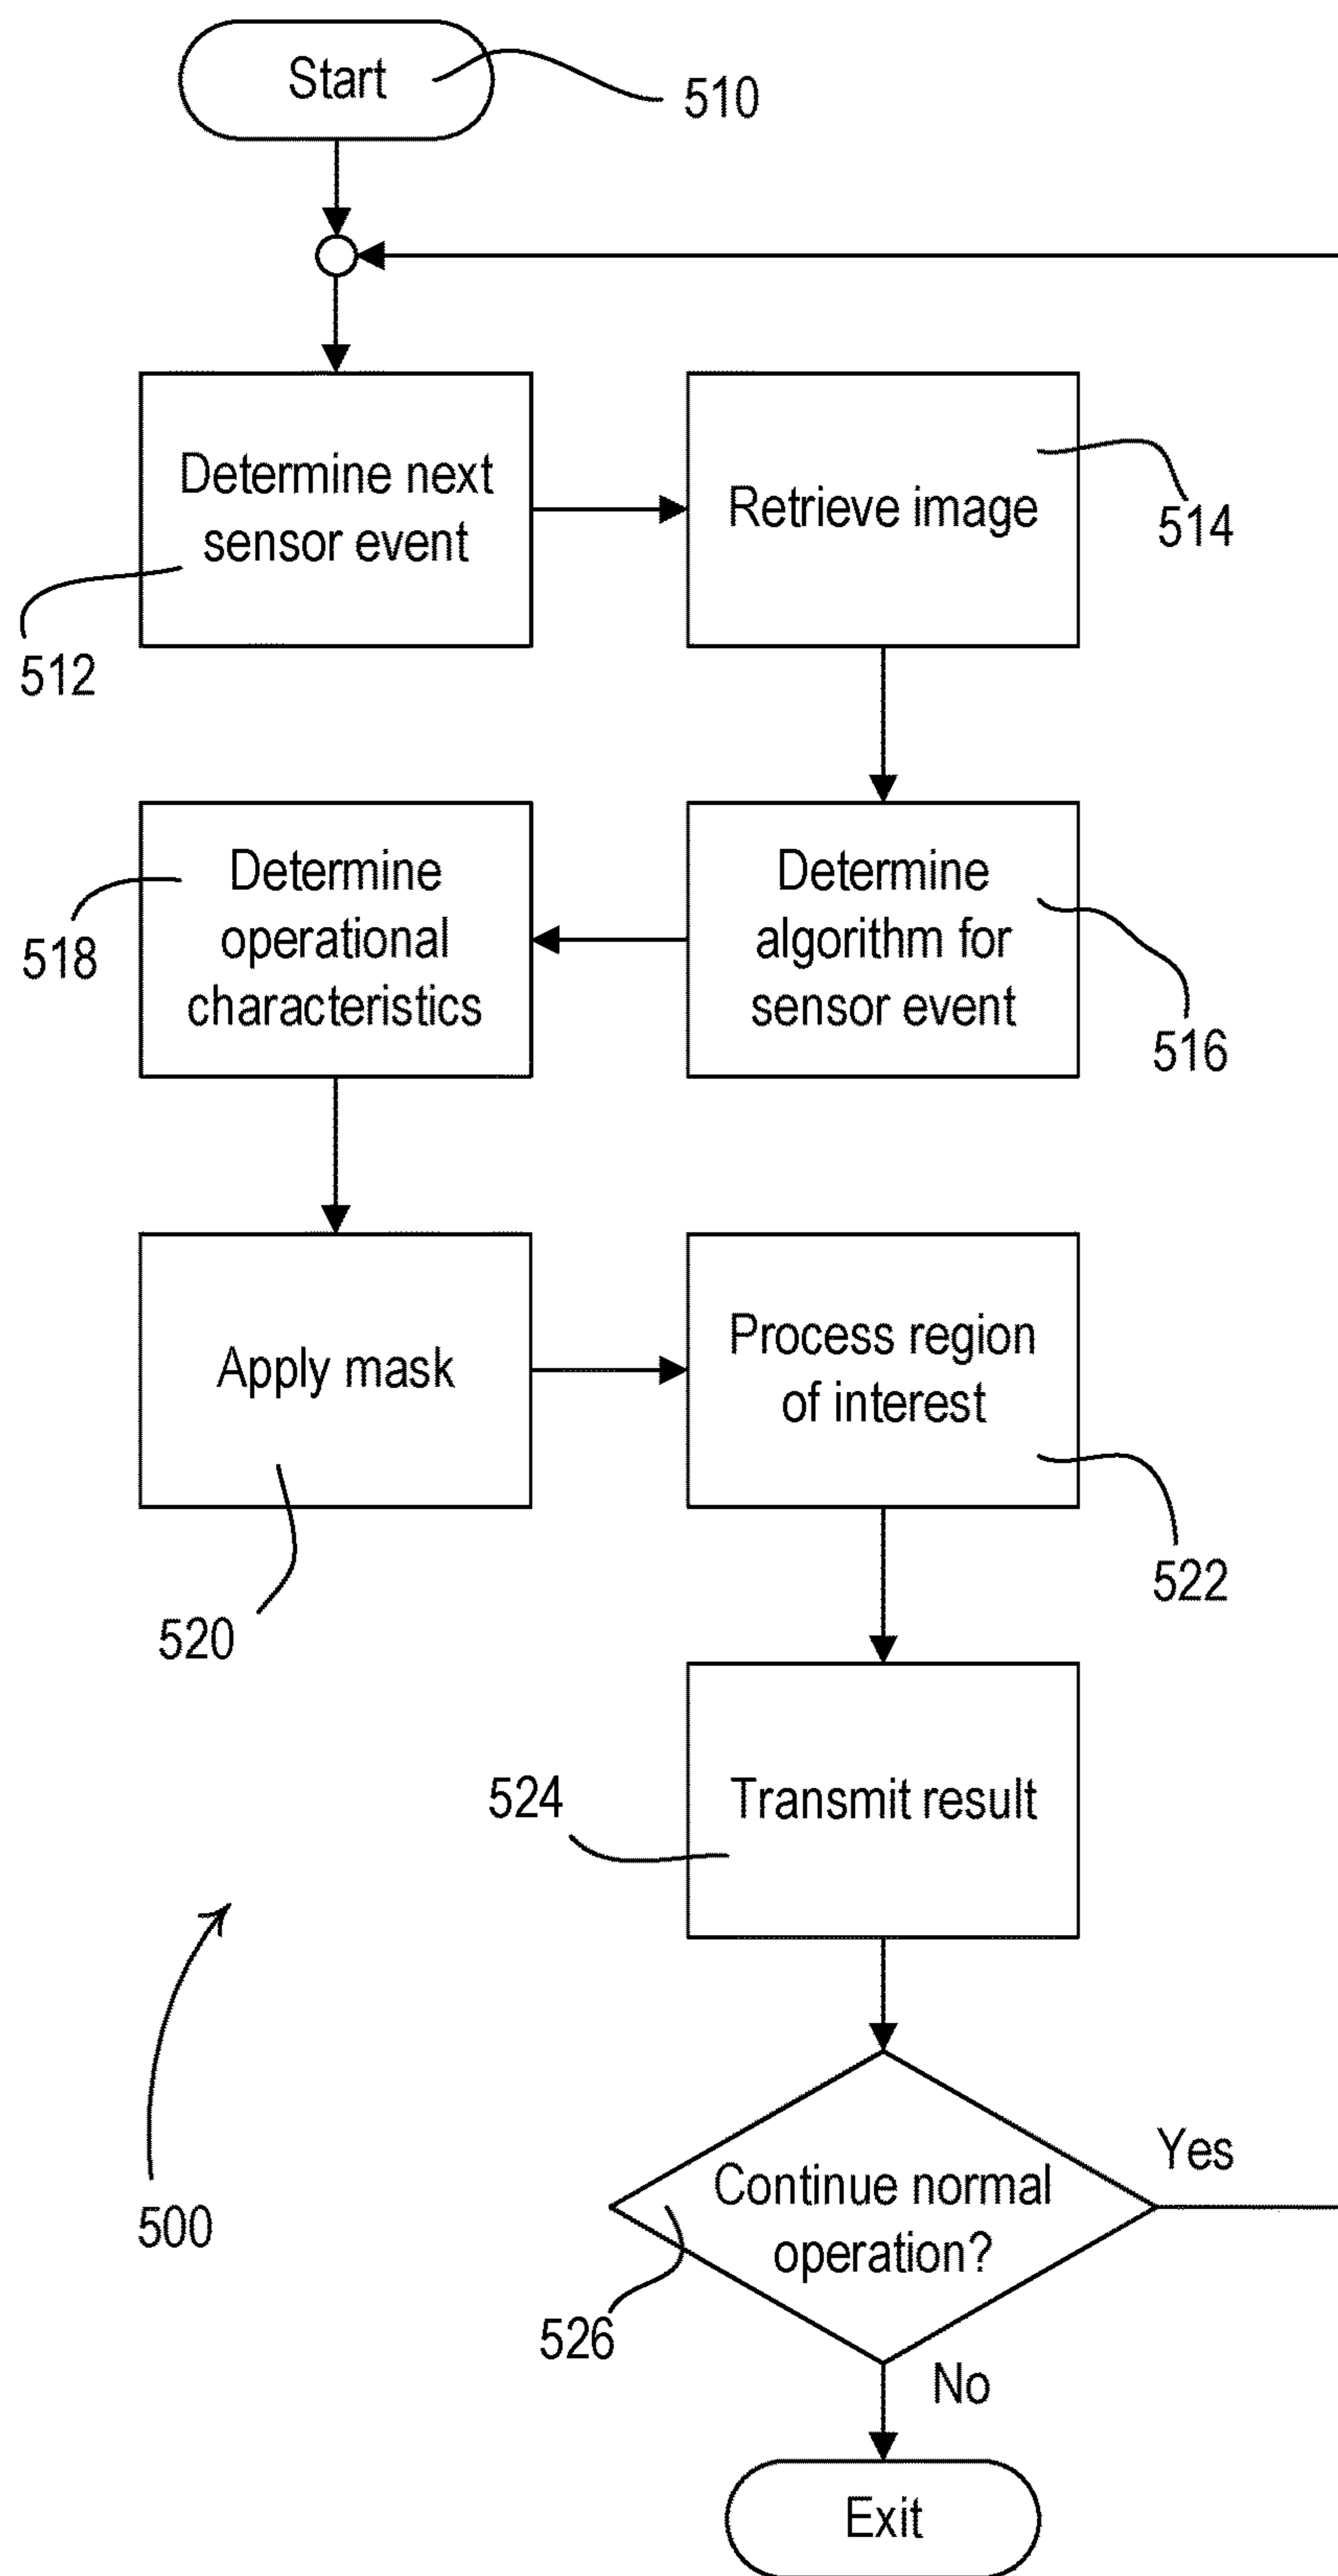 Start
510
Determine next
sensor event
512
Retrieve image
514
Determine
algorithm for
sensor event
516
Determine
operational
characteristics
518
Apply mask
520
Process region
of interest
522
Transmit result
524
500
Continue normal
operation?
526
Yes
No
Exit